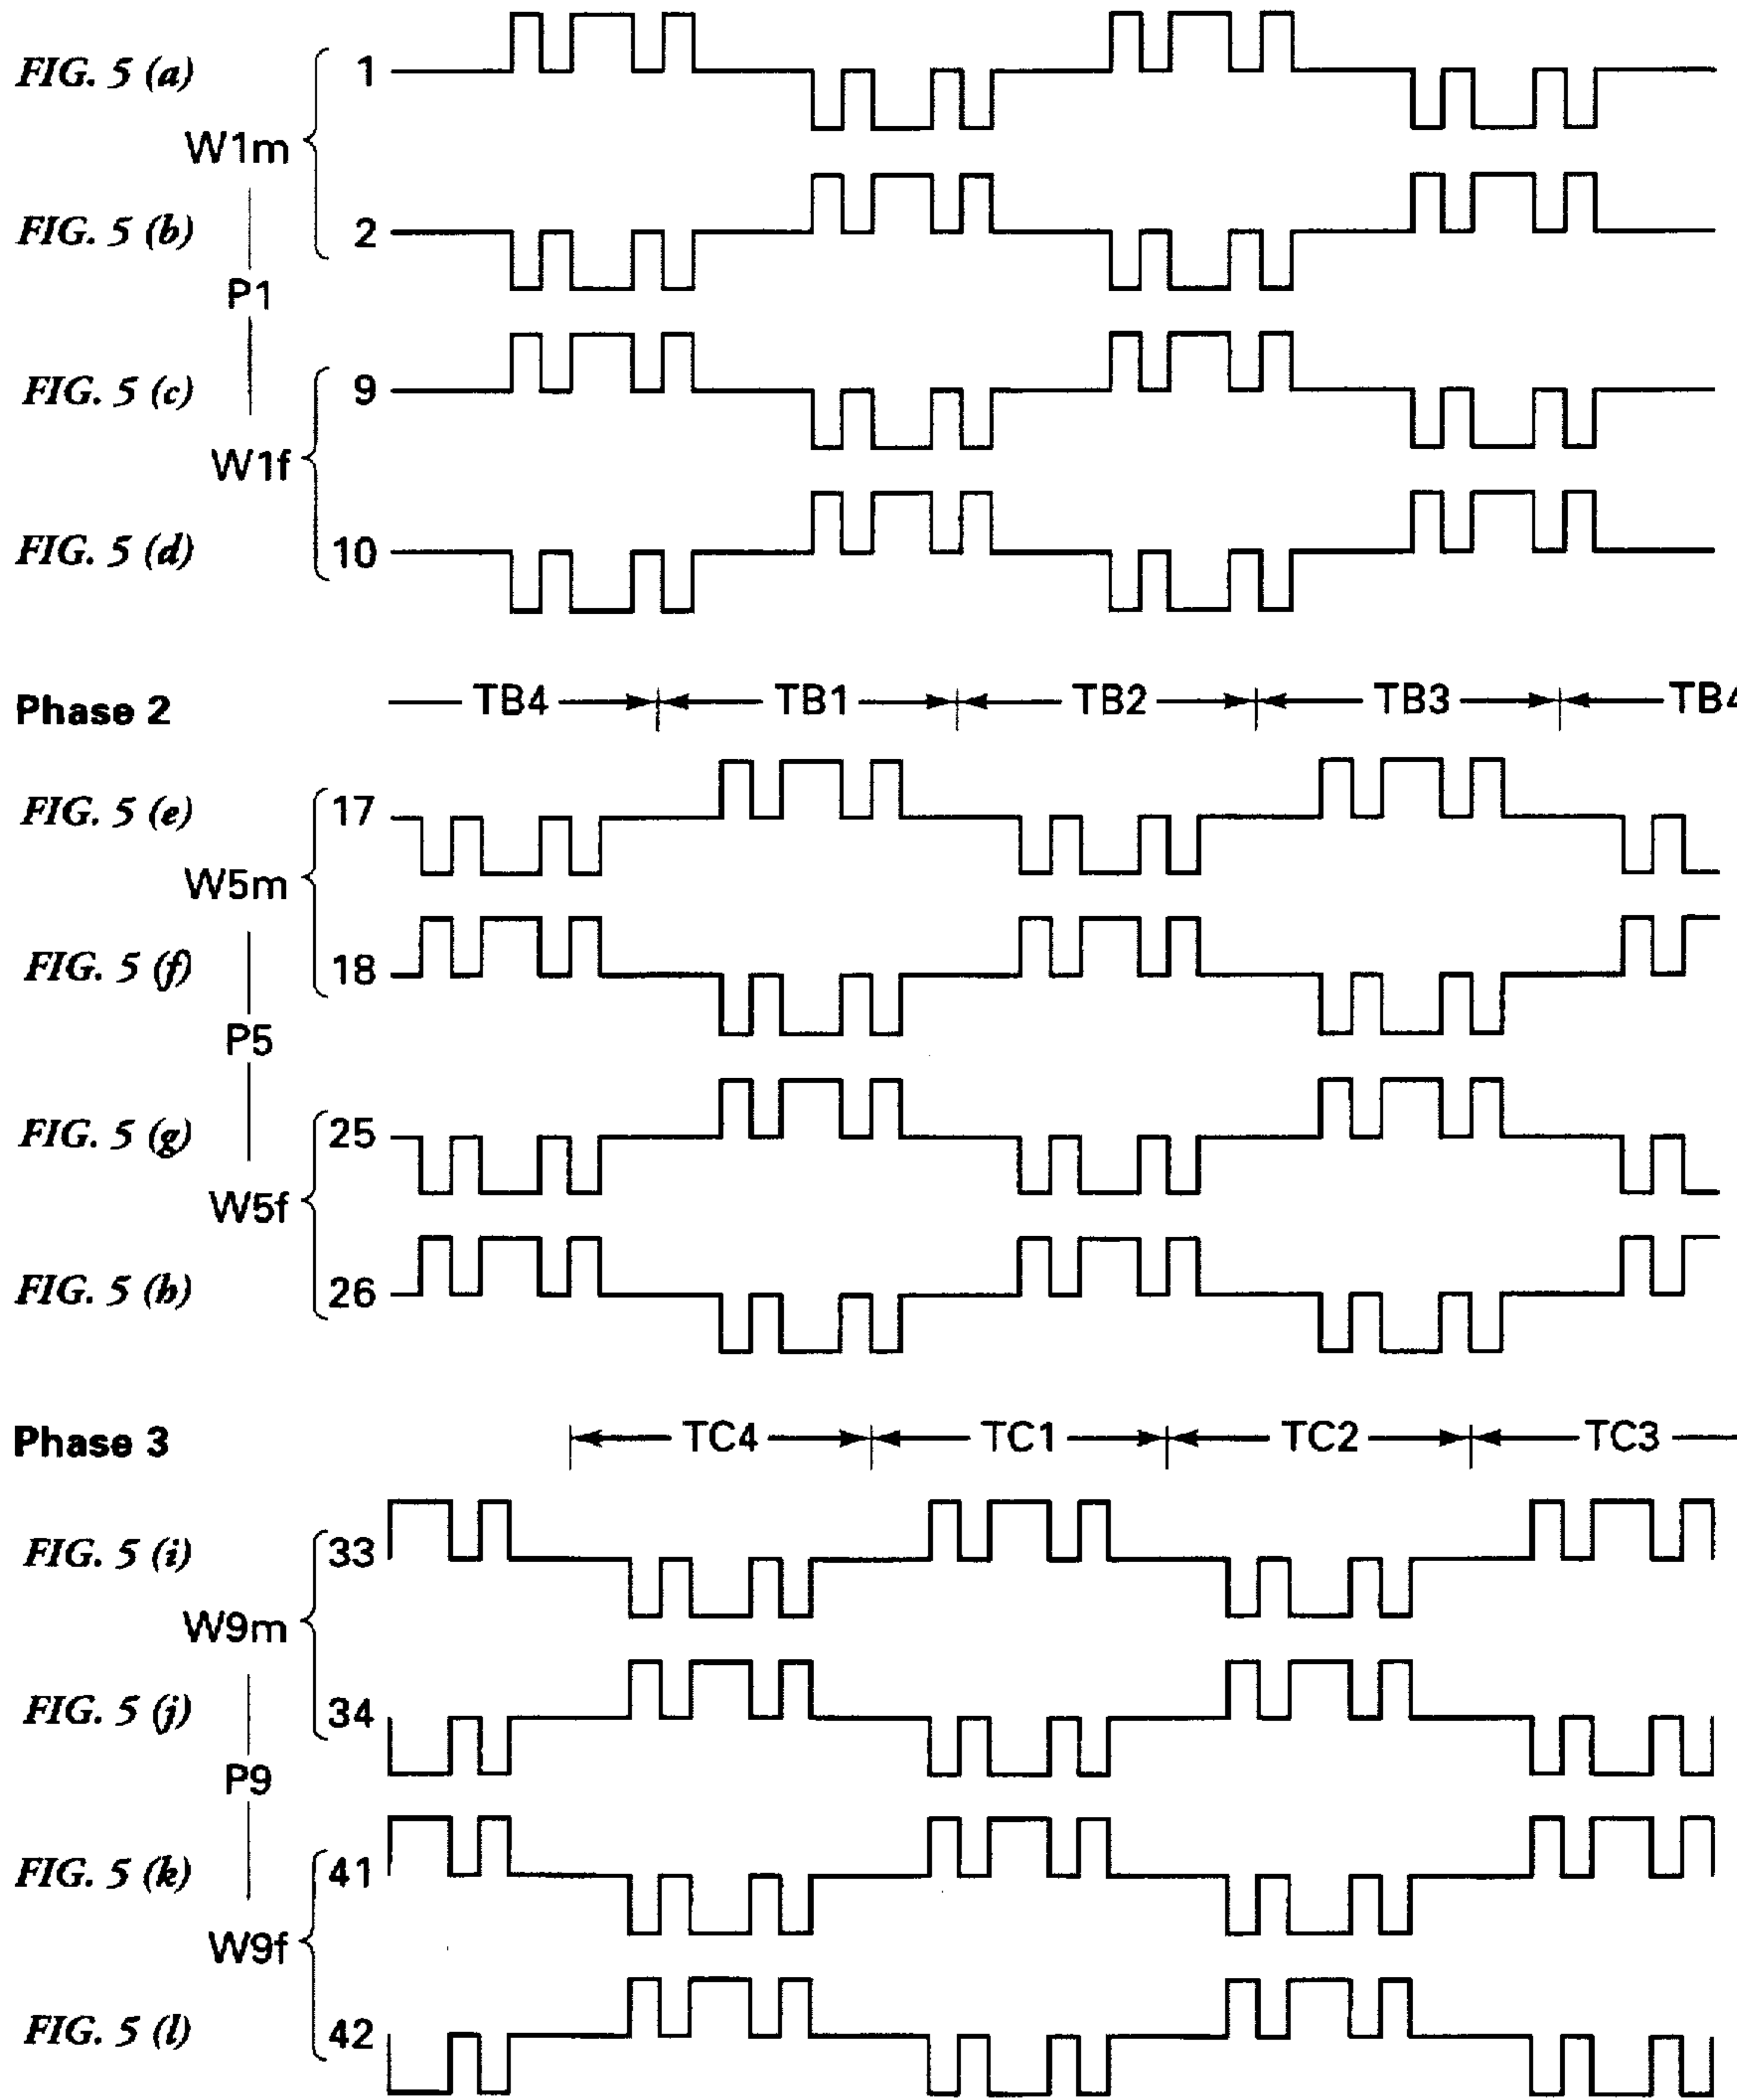 FIG. 5 (a)
1
W1m
FIG. 5 (b)
2
P1
FIG. 5 (c)
9
W1f
FIG. 5 (d)
10
Phase 2
TB4 TB1 TB2 TB3 TB4
FIG. 5 (e)
17
W5m
FIG. 5 (f)
18
P5
FIG. 5 (g)
25
W5f
FIG. 5 (h)
26
Phase 3
TC4 TC1 TC2 TC3
FIG. 5 (i)
33
W9m
FIG. 5 (j)
34
P9
FIG. 5 (k)
41
W9f
FIG. 5 (l)
42